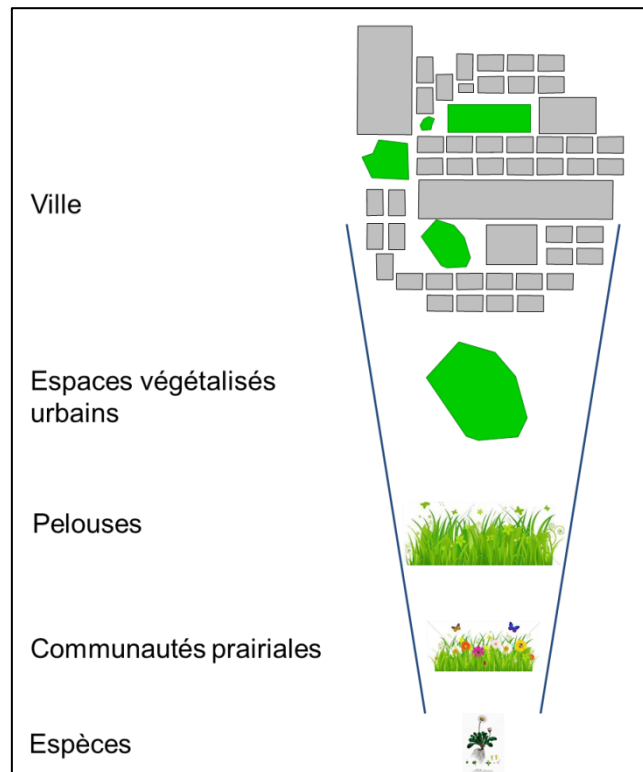 Ville
Espaces végétalisés
urbains
Pelouses
Communautés prairiales
Espèces